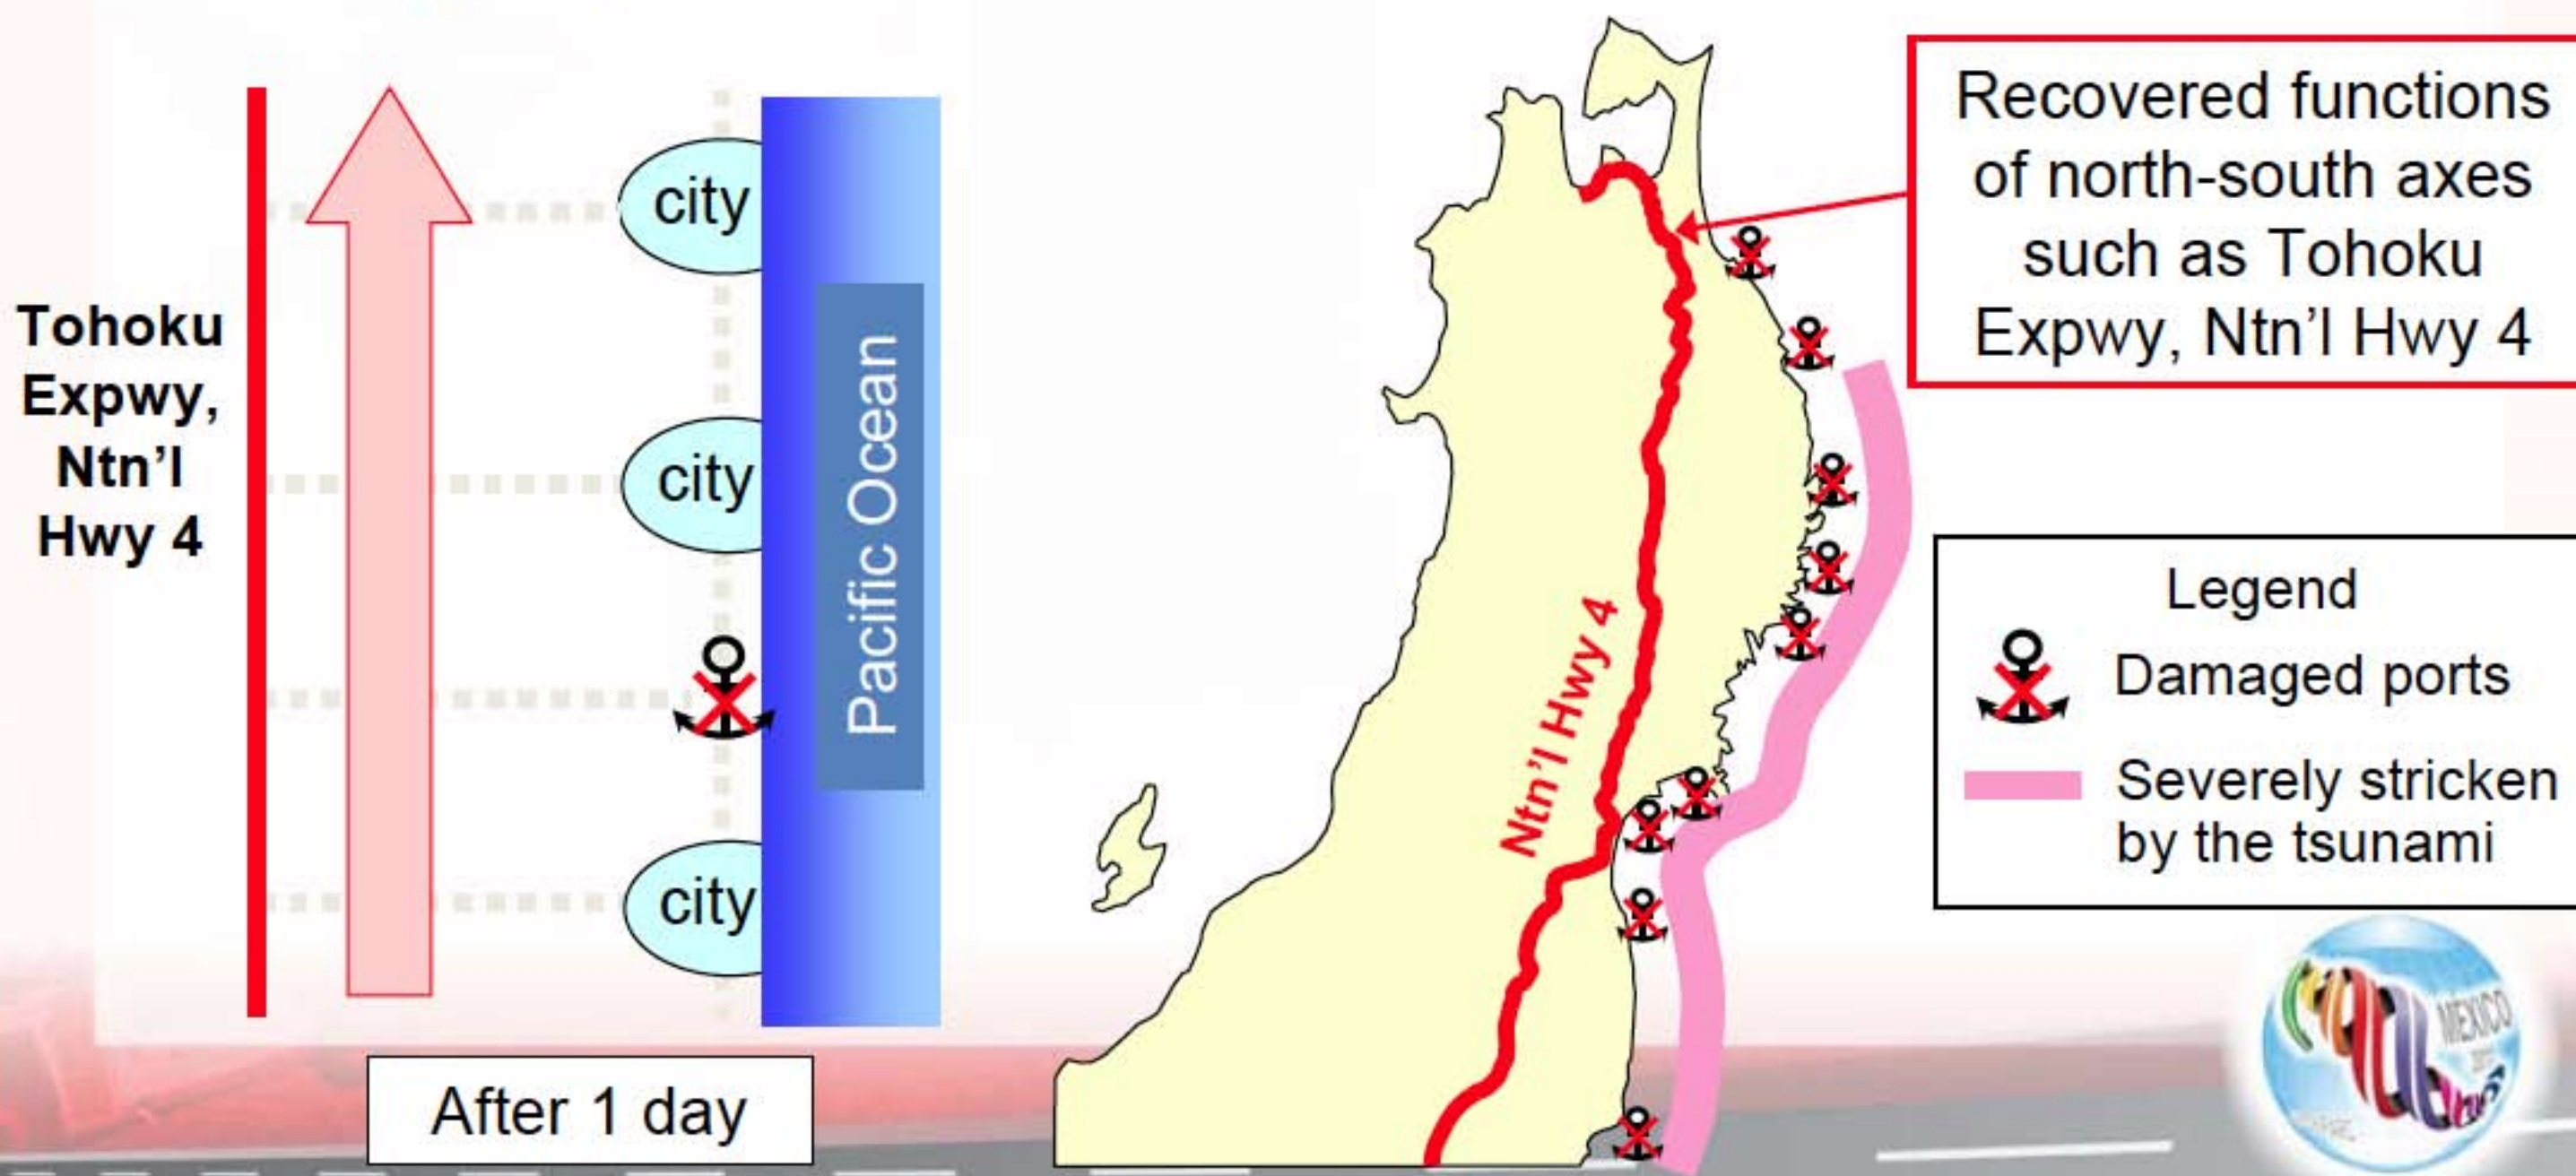 Tohoku
Expwy,
Ntn'l
Hwy 4
city
city
city
Pacific Ocean
After 1 day
Ntn'l Hwy 4
Recovered functions
of north-south axes
such as Tohoku
Expwy, Ntn'l Hwy 4
Legend
Damaged ports
Severely stricken
by the tsunami
MÉXICO